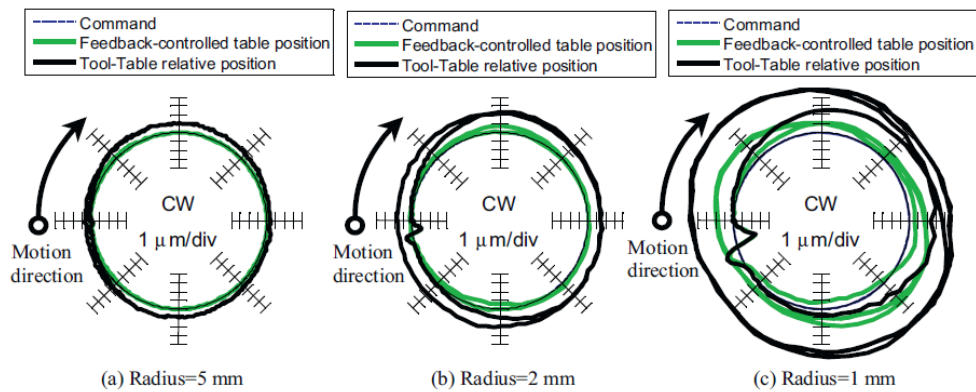 Command
Feedback-controlled table position
Tool-Table relative position
Command
Feedback-controlled table position
Tool-Table relative position
Command
Feedback-controlled table position
Tool-Table relative position
CW
1 μm/div
Motion
direction
CW
1 μm/div
Motion
direction
CW
1 μm/div
Motion
direction
(a) Radius=5 mm
(b) Radius=2 mm
(c) Radius=1 mm